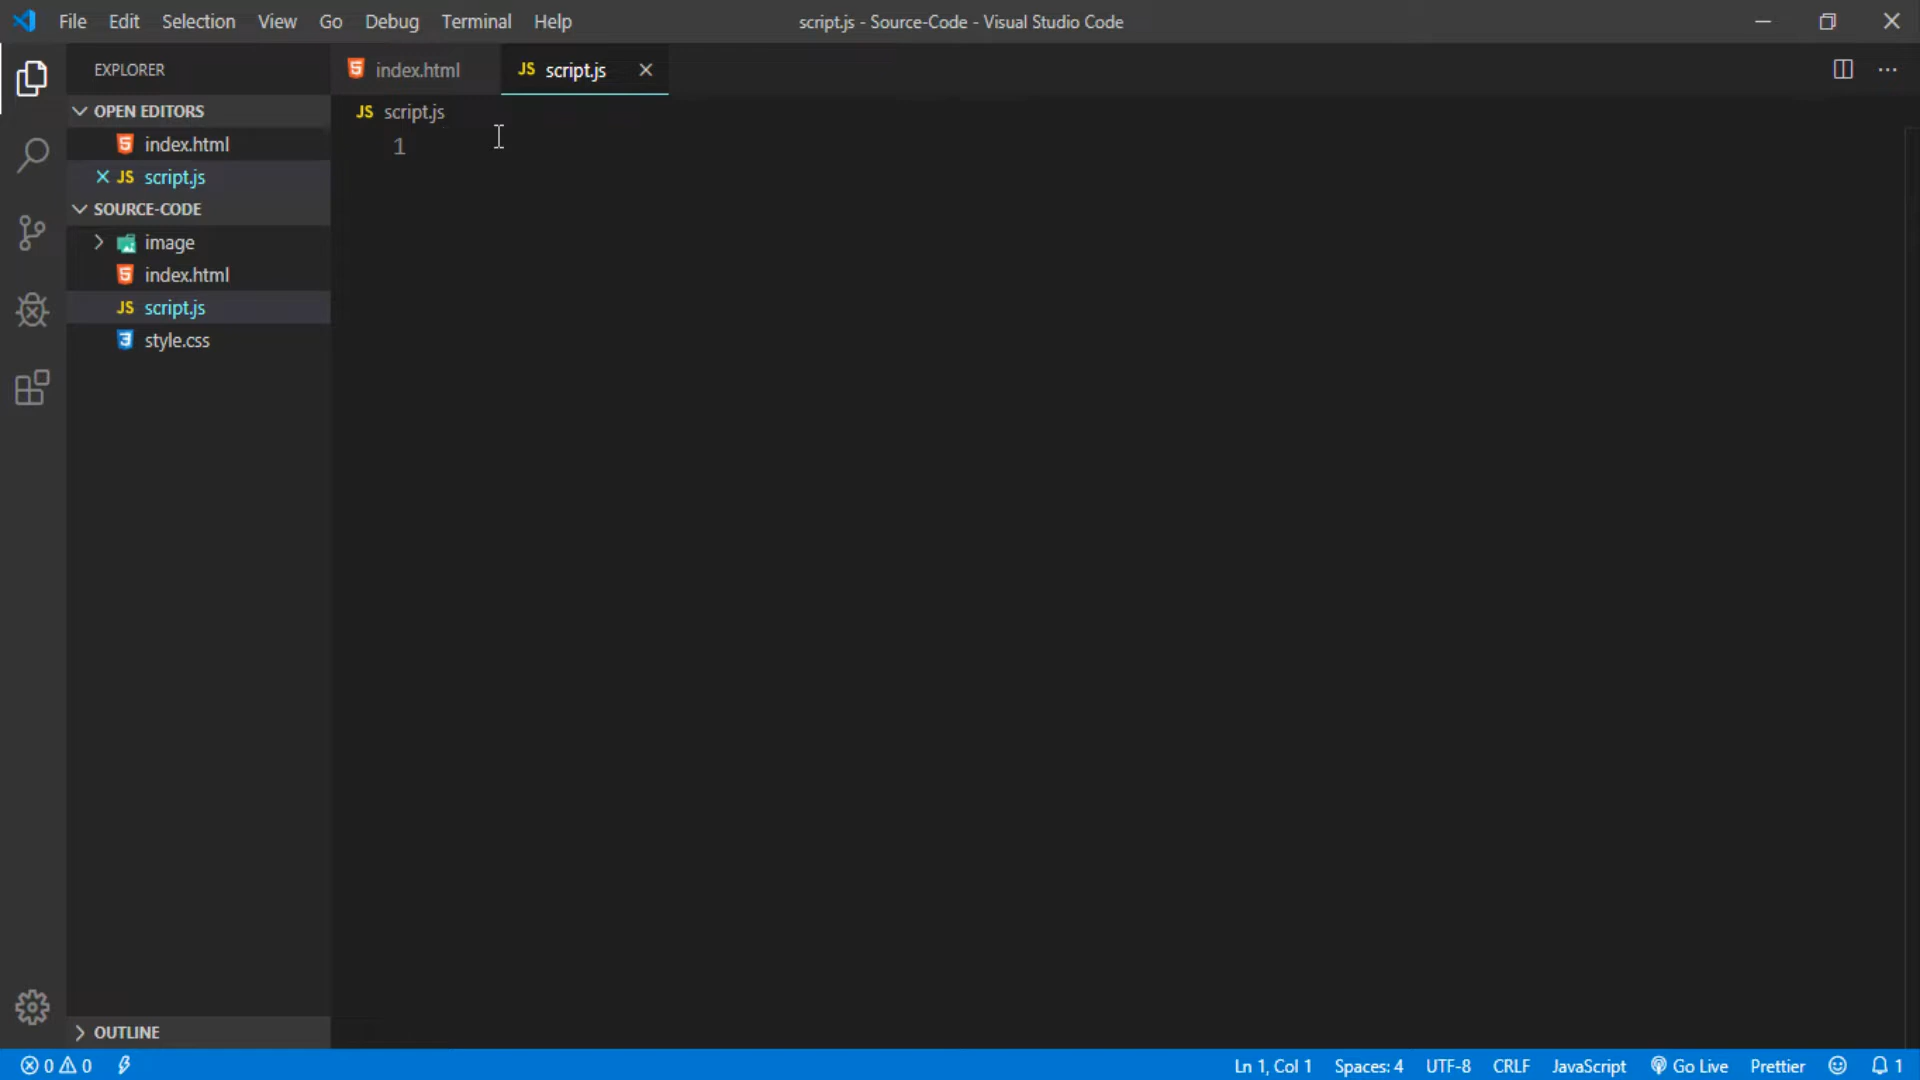 File Edit Selection View Go Debug Terminal Help
script.js - Source-Code - Visual Studio Code
EXPLORER
OPEN EDITORS
index.html
JS script.js
SOURCE-CODE
image
index.html
JS script.js
style.css
OUTLINE
index.html
JS script.js
JS script.js
1
0 0
Ln 1, Col 1 Spaces: 4 UTF-8 CRLF JavaScript Go Live Prettier 1